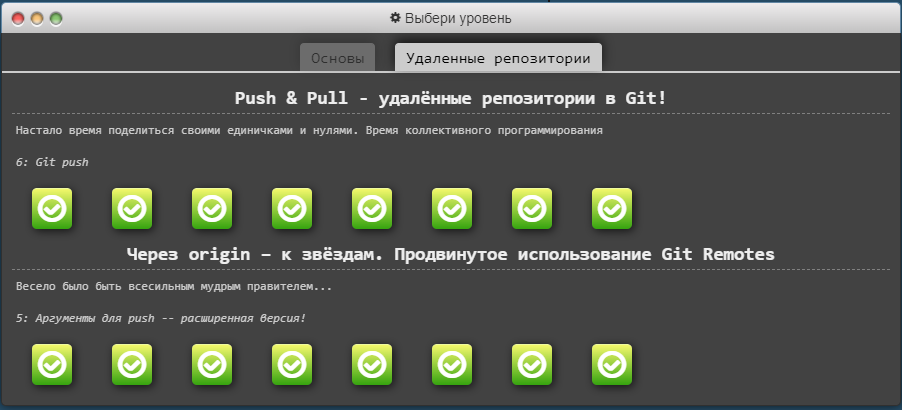 Выбери уровень
Основы
Удаленные репозитории
Push & Pull - удалённые репозитории в Git!
Настало время поделиться своими единичками и нулями. Время коллективного программирования
6: Git push
Через origin – к звёздам. Продвинутое использование Git Remotes
Весело было быть всесильным мудрым правителем...
5: Аргументы для push -- расширенная версия!